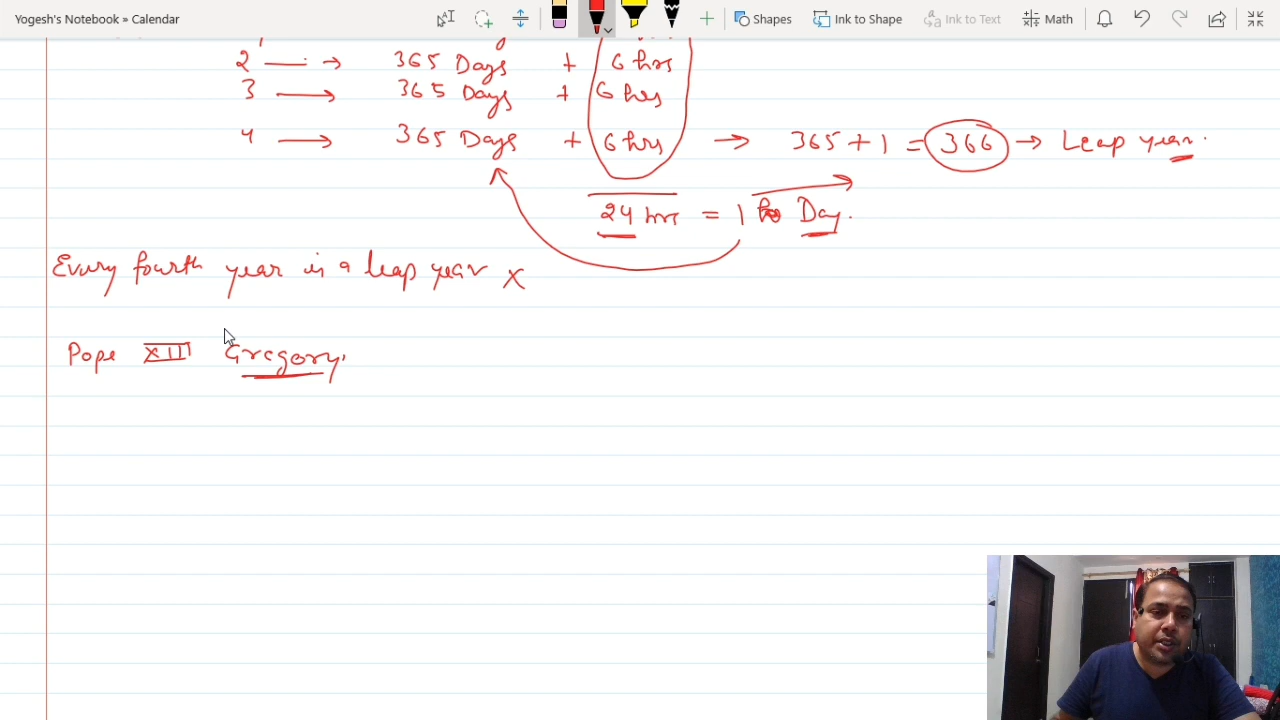 Yogesh's Notebook » Calendar
Shapes Ink to Shape Ink to Text Math
2 → 365 Days + 6 hrs
3 → 365 Days + 6 hrs
4 → 365 Days + 6 hrs → 365 + 1 = 366 → Leap year.
24 hrs = 1 Day.
Every fourth year is a leap year x
Pope XIII Gregory.